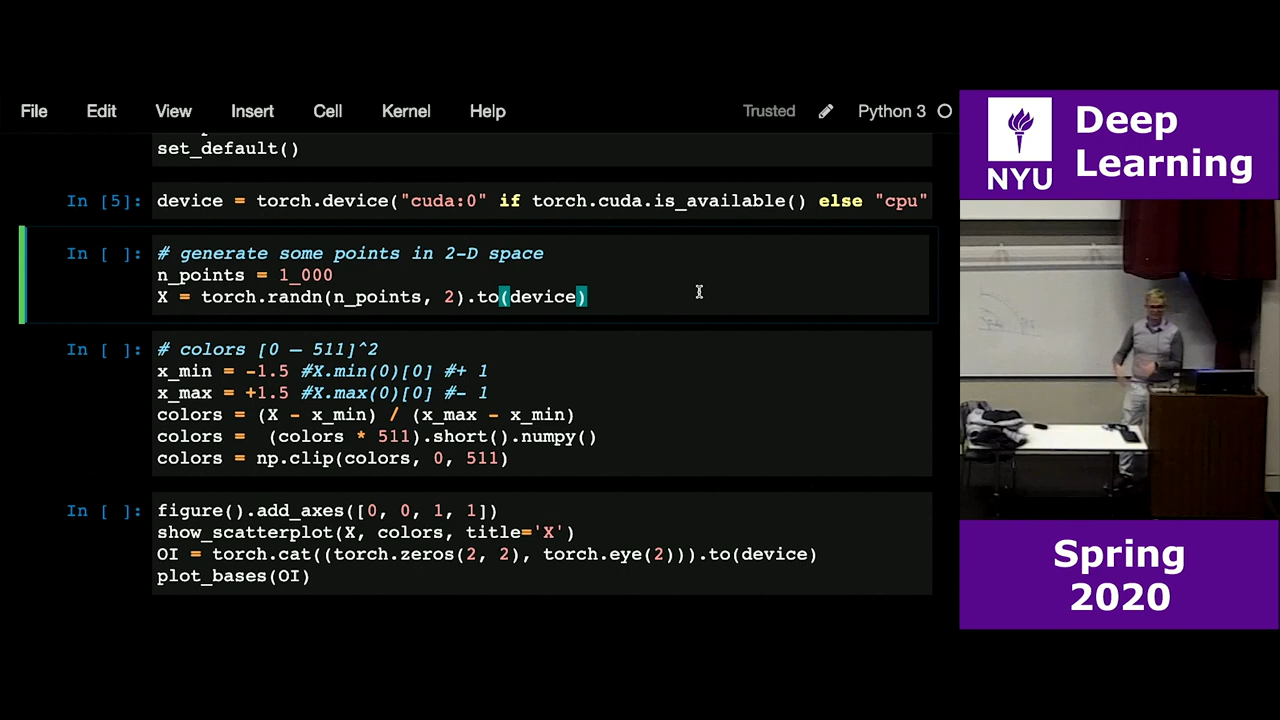 File Edit View Insert Cell Kernel Help Trusted Python 3
set_default()
In [5]: device = torch.device("cuda:0" if torch.cuda.is_available() else "cpu"
In [ ]: # generate some points in 2-D space
n_points = 1_000
X = torch.randn(n_points, 2).to(device)
In [ ]: # colors [0 – 511]^2
x_min = -1.5 #X.min(0)[0] #+ 1
x_max = +1.5 #X.max(0)[0] #- 1
colors = (X - x_min) / (x_max - x_min)
colors =  (colors * 511).short().numpy()
colors = np.clip(colors, 0, 511)
In [ ]: figure().add_axes([0, 0, 1, 1])
show_scatterplot(X, colors, title='X')
OI = torch.cat((torch.zeros(2, 2), torch.eye(2))).to(device)
plot_bases(OI)
NYU
Deep
Learning
Spring
2020